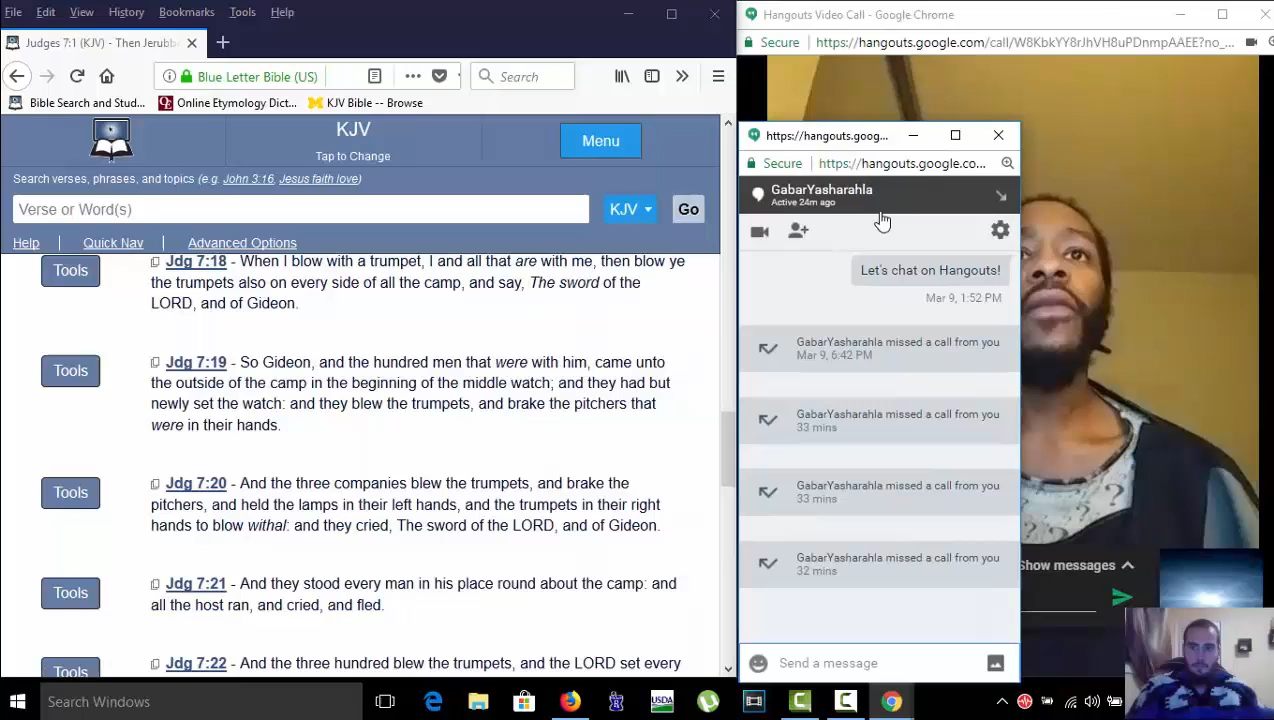 File Edit View History Bookmarks Tools Help
Judges 7:1 (KJV) - Then Jerubb
Blue Letter Bible (US)
Search
Bible Search and Stud...
Online Etymology Dict...
KJV Bible -- Browse
KJV
Tap to Change
Menu
Search verses, phrases, and topics (e.g. John 3:16, Jesus faith love)
Verse or Word(s)
KJV
Go
Help | Quick Nav | Advanced Options
Tools
Jdg 7:18 - When I blow with a trumpet, I and all that are with me, then blow ye
the trumpets also on every side of all the camp, and say, The sword of the
LORD, and of Gideon.
Tools
Jdg 7:19 - So Gideon, and the hundred men that were with him, came unto
the outside of the camp in the beginning of the middle watch; and they had but
newly set the watch: and they blew the trumpets, and brake the pitchers that
were in their hands.
Tools
Jdg 7:20 - And the three companies blew the trumpets, and brake the
pitchers, and held the lamps in their left hands, and the trumpets in their right
hands to blow withal: and they cried, The sword of the LORD, and of Gideon.
Tools
Jdg 7:21 - And they stood every man in his place round about the camp: and
all the host ran, and cried, and fled.
Tools
Jdg 7:22 - And the three hundred blew the trumpets, and the LORD set every
Hangouts Video Call - Google Chrome
Secure https://hangouts.google.com/call/W8KbkYY8rJhVH8uPDnmpAAEE?no_...
https://hangouts.goog...
Secure https://hangouts.google.co...
GabarYasharahla
Active 24m ago
Let's chat on Hangouts!
Mar 9, 1:52 PM
GabarYasharahla missed a call from you
Mar 9, 6:42 PM
GabarYasharahla missed a call from you
33 mins
GabarYasharahla missed a call from you
33 mins
GabarYasharahla missed a call from you
32 mins
Send a message
Show messages
Search Windows
USDA